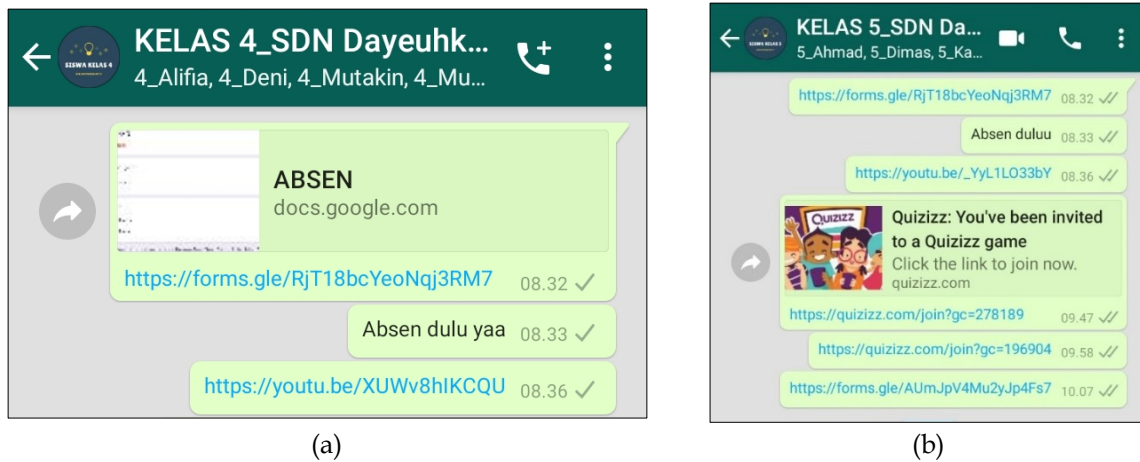 KELAS 4_SDN Dayeuhk...
4_Alifia, 4_Deni, 4_Mutakin, 4_Mu...
SISWA KELAS 4
ABSEN
docs.google.com
https://forms.gle/RjT18bcYeoNqj3RM7 08.32
Absen dulu yaa 08.33
https://youtu.be/XUWv8hIKCQU 08.36
(a)
KELAS 5_SDN Da...
5_Ahmad, 5_Dimas, 5_Ka...
https://forms.gle/RjT18bcYeoNqj3RM7 08.32
Absen duluu 08.33
https://youtu.be/_YyL1LO33bY 08.36
QUIZIZZ
Quizizz: You've been invited
to a Quizizz game
Click the link to join now.
quizizz.com
https://quizizz.com/join?gc=278189 09.47
https://quizizz.com/join?gc=196904 09.58
https://forms.gle/AUmJpV4Mu2yJp4Fs7 10.07
(b)